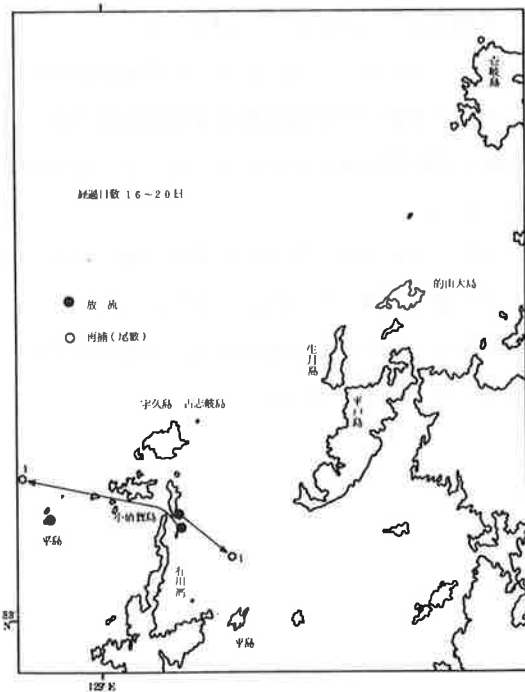 壱岐島
経過日数 16～20日
的山大島
● 放流
○ 再捕(尾数)
生月島
平戸島
宇久島 古志岐島
1
小値賀島
平島
1
有川湾
平島
33°N
129°E